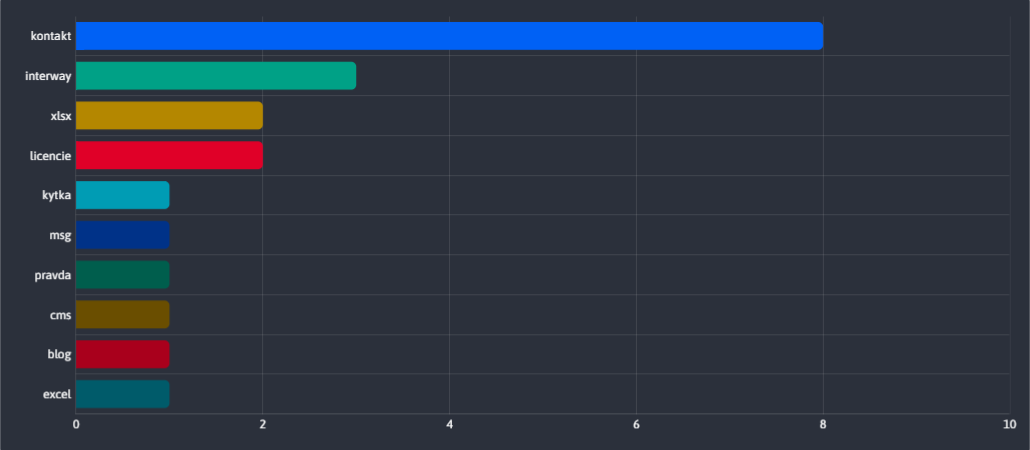 kontakt
interway
xlsx
licencie
kytka
msg
pravda
cms
blog
excel
0 2 4 6 8 10